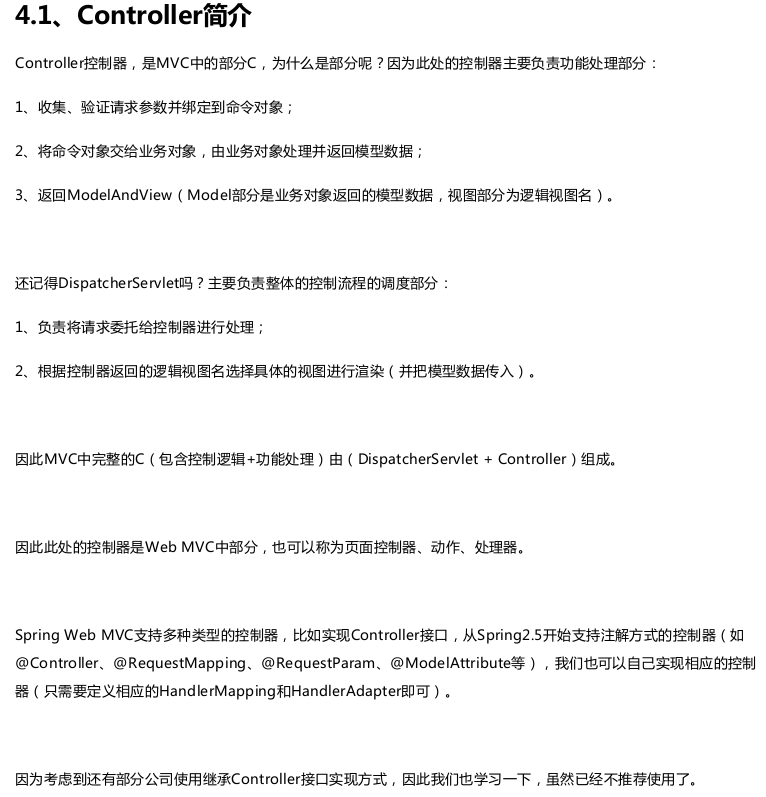 4.1、Controller简介
Controller控制器，是MVC中的部分C，为什么是部分呢？因为此处的控制器主要负责功能处理部分：
1、收集、验证请求参数并绑定到命令对象；
2、将命令对象交给业务对象，由业务对象处理并返回模型数据；
3、返回ModelAndView（Model部分是业务对象返回的模型数据，视图部分为逻辑视图名）。
还记得DispatcherServlet吗？主要负责整体的控制流程的调度部分：
1、负责将请求委托给控制器进行处理；
2、根据控制器返回的逻辑视图名选择具体的视图进行渲染（并把模型数据传入）。
因此MVC中完整的C（包含控制逻辑+功能处理）由（DispatcherServlet + Controller）组成。
因此此处的控制器是Web MVC中部分，也可以称为页面控制器、动作、处理器。
Spring Web MVC支持多种类型的控制器，比如实现Controller接口，从Spring2.5开始支持注解方式的控制器（如
@Controller、@RequestMapping、@RequestParam、@ModelAttribute等），我们也可以自己实现相应的控制
器（只需要定义相应的HandlerMapping和HandlerAdapter即可）。
因为考虑到还有部分公司使用继承Controller接口实现方式，因此我们也学习一下，虽然已经不推荐使用了。